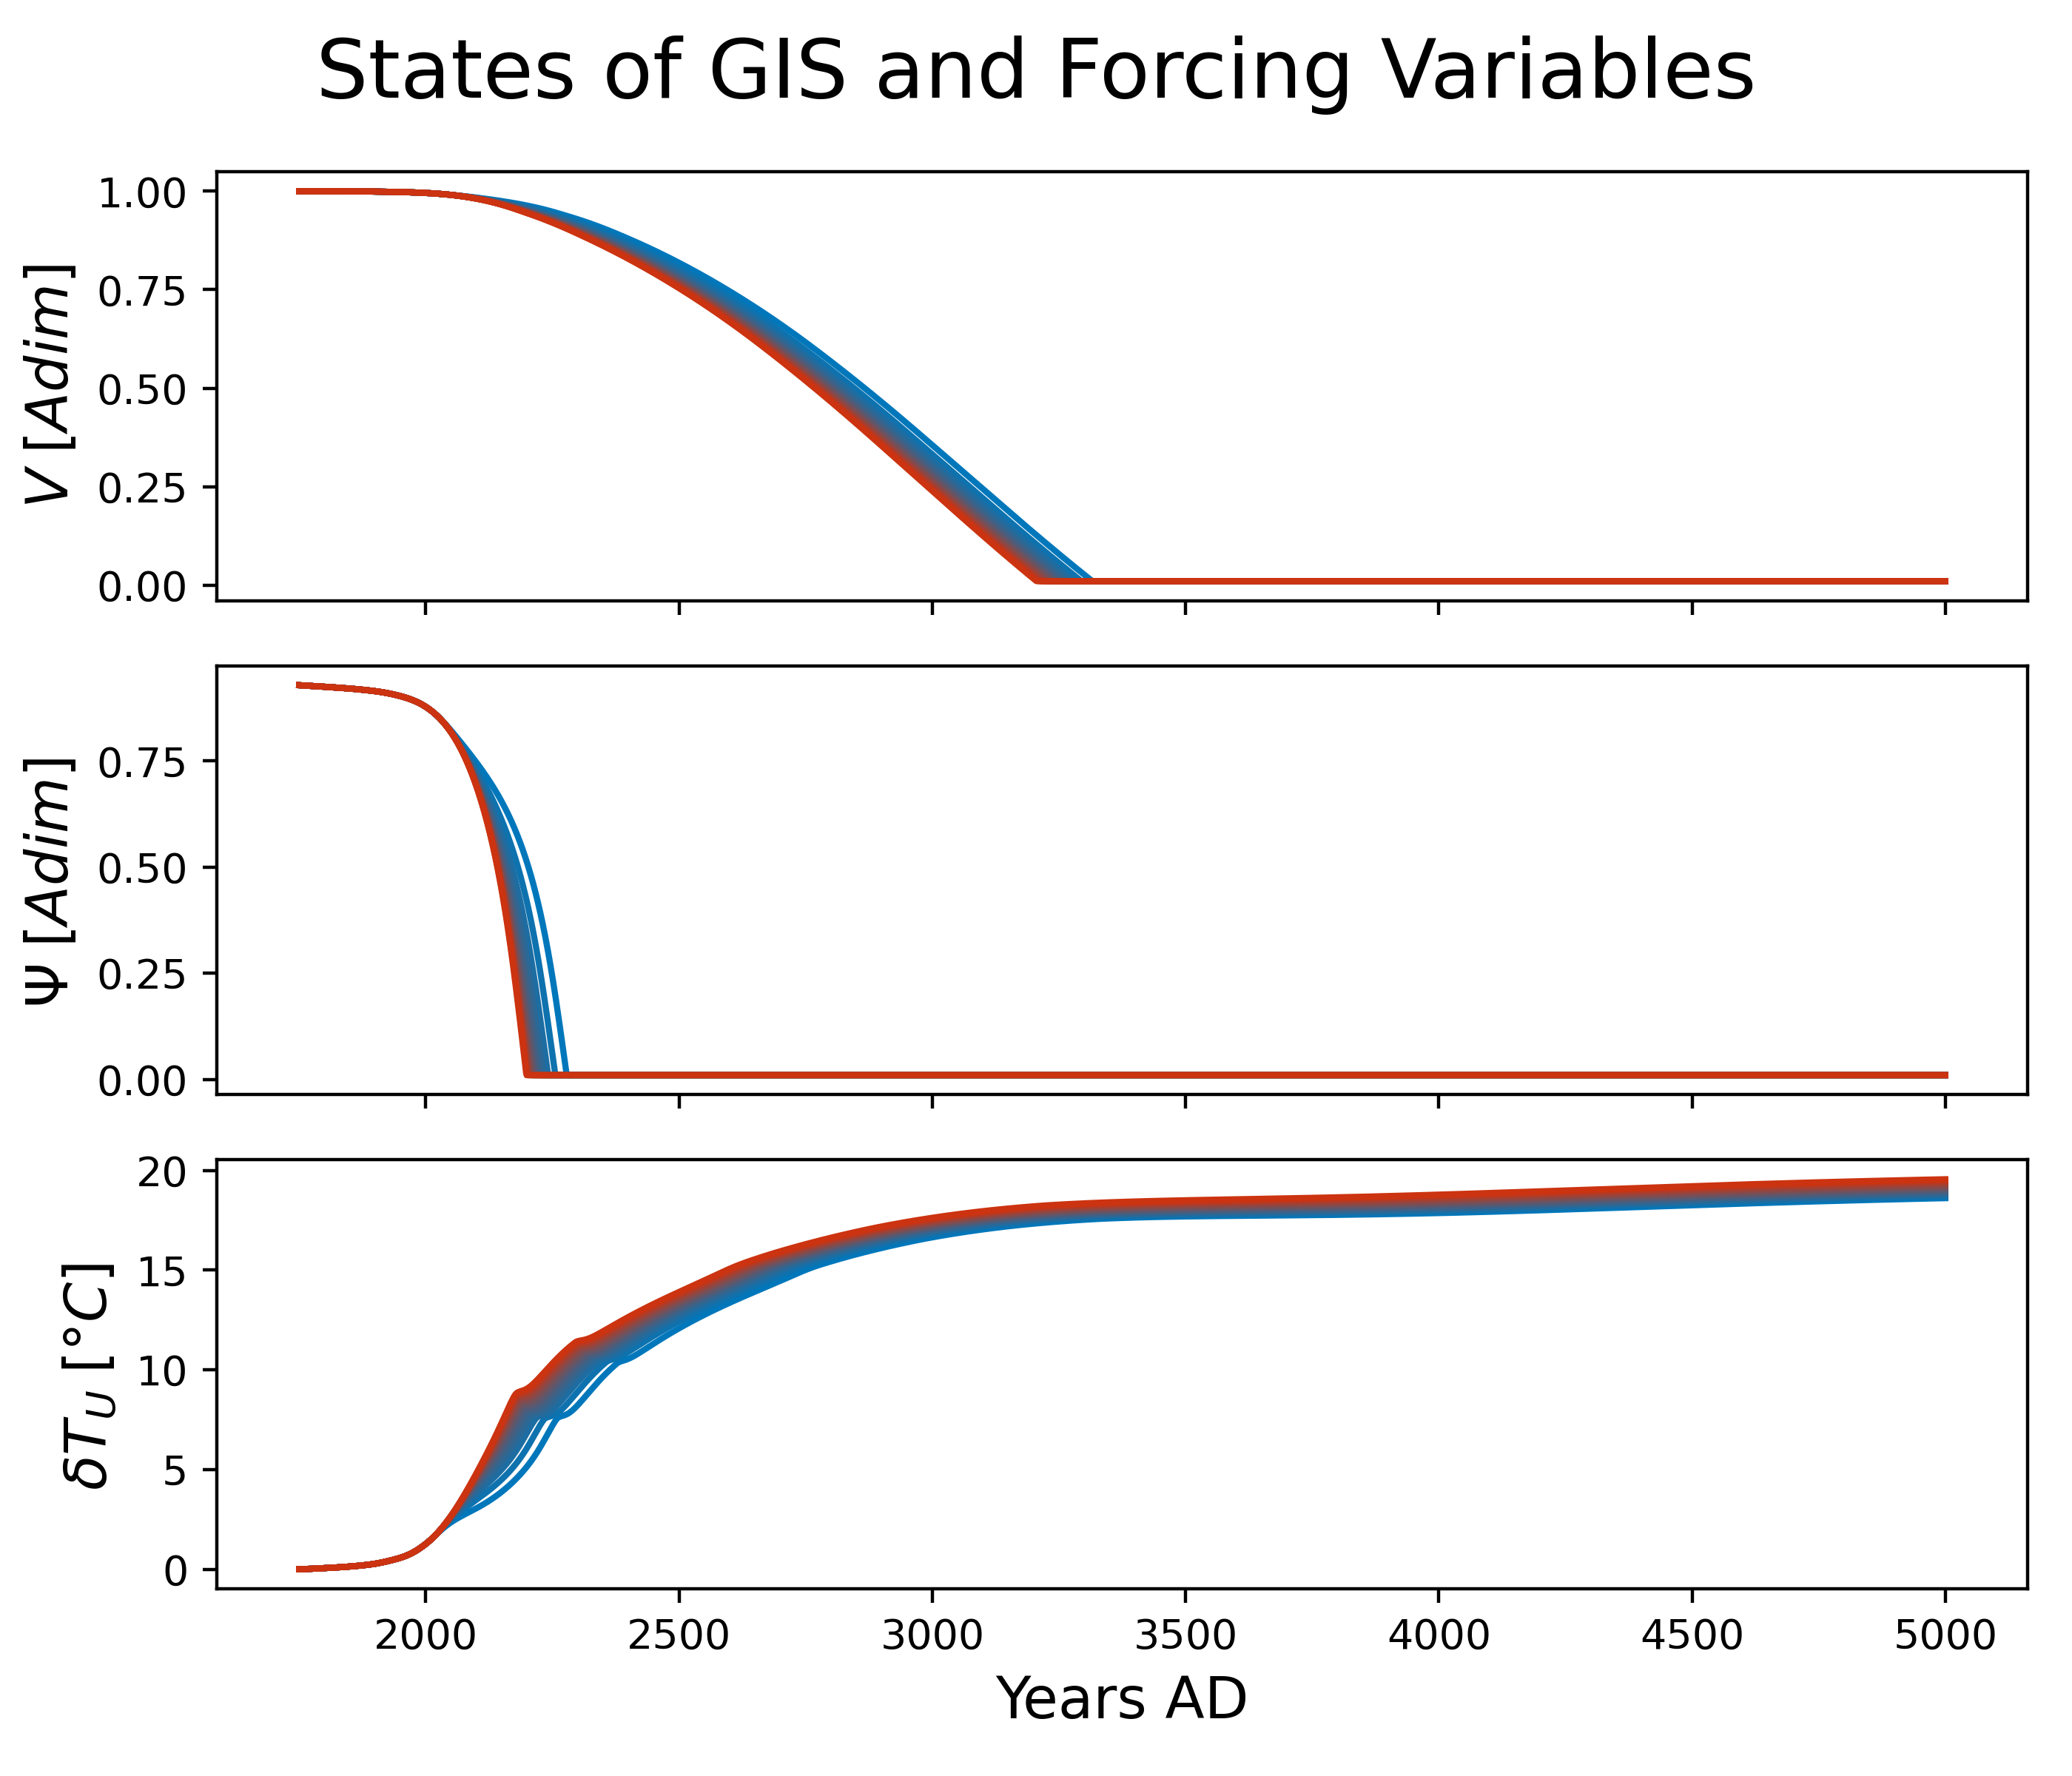 States of GIS and Forcing Variables
V [Adim]
1.00
0.75
0.50
0.25
0.00
Ψ [Adim]
0.75
0.50
0.25
0.00
δT_U [°C]
20
15
10
5
0
2000 2500 3000 3500 4000 4500 5000
Years AD